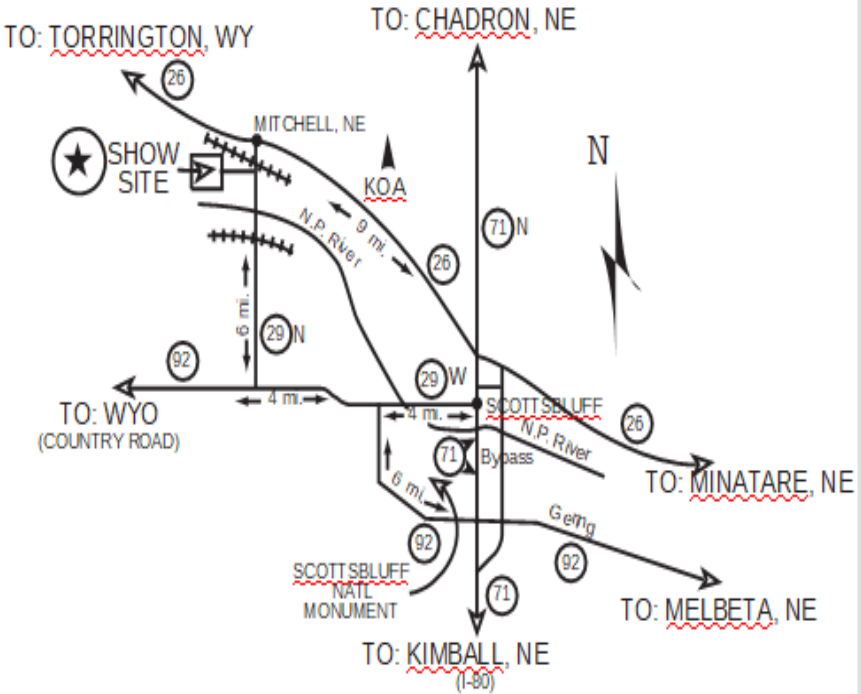 TO: CHADRON, NE
TO: TORRINGTON, WY
26
MITCHELL, NE
SHOW
SITE
KOA
N
N.P. River
9 mi.
71 N
26
6 mi.
29 N
92
29 W
4 mi.
4 mi.
SCOTTSBLUFF
TO: WYO
(COUNTRY ROAD)
26
N.P. River
71
Bypass
6 mi.
TO: MINATARE, NE
Gering
92
92
SCOTTSBLUFF
NATL
MONUMENT
71
TO: MELBETA, NE
TO: KIMBALL, NE
(I-80)